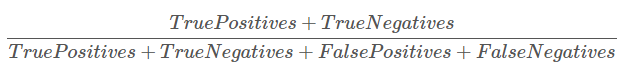 TruePositives + TrueNegatives
TruePositives + TrueNegatives + FalsePositives + FalseNegatives